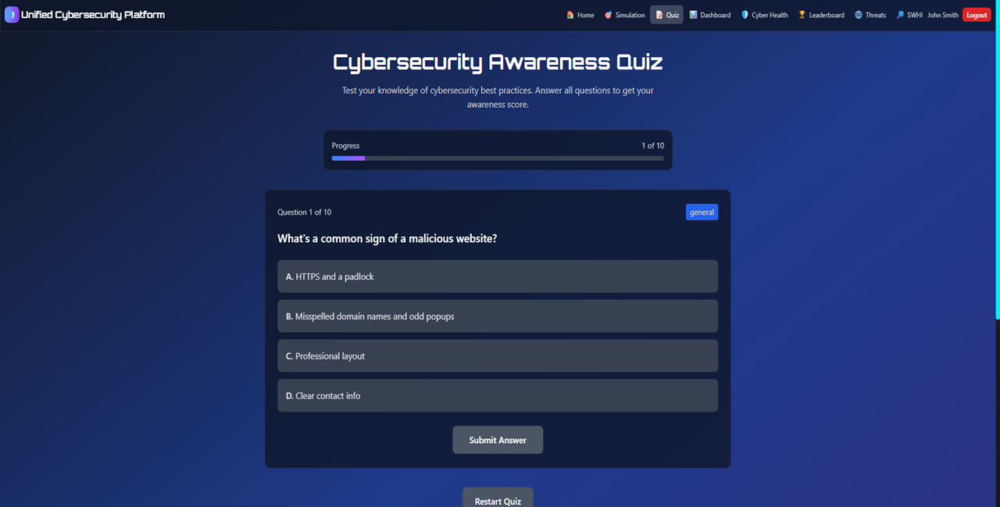 Unified Cybersecurity Platform
Home Simulation Quiz Dashboard Cyber Health Leaderboard Threats SWHI John Smith Logout
Cybersecurity Awareness Quiz
Test your knowledge of cybersecurity best practices. Answer all questions to get your
awareness score.
Progress 1 of 10
Question 1 of 10 general
What's a common sign of a malicious website?
A. HTTPS and a padlock
B. Misspelled domain names and odd popups
C. Professional layout
D. Clear contact info
Submit Answer
Restart Quiz